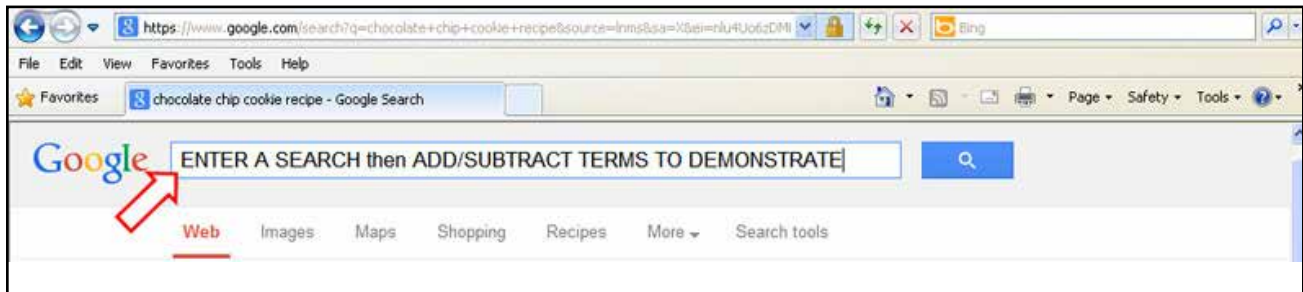 https://www.google.com/search?q=chocolate+chip+cookie+recipe&source=lnms&sa=X&ei=nlu4Uo6zDMI Bing
File Edit View Favorites Tools Help
Favorites chocolate chip cookie recipe - Google Search Page Safety Tools
Google ENTER A SEARCH then ADD/SUBTRACT TERMS TO DEMONSTRATE
Web Images Maps Shopping Recipes More Search tools